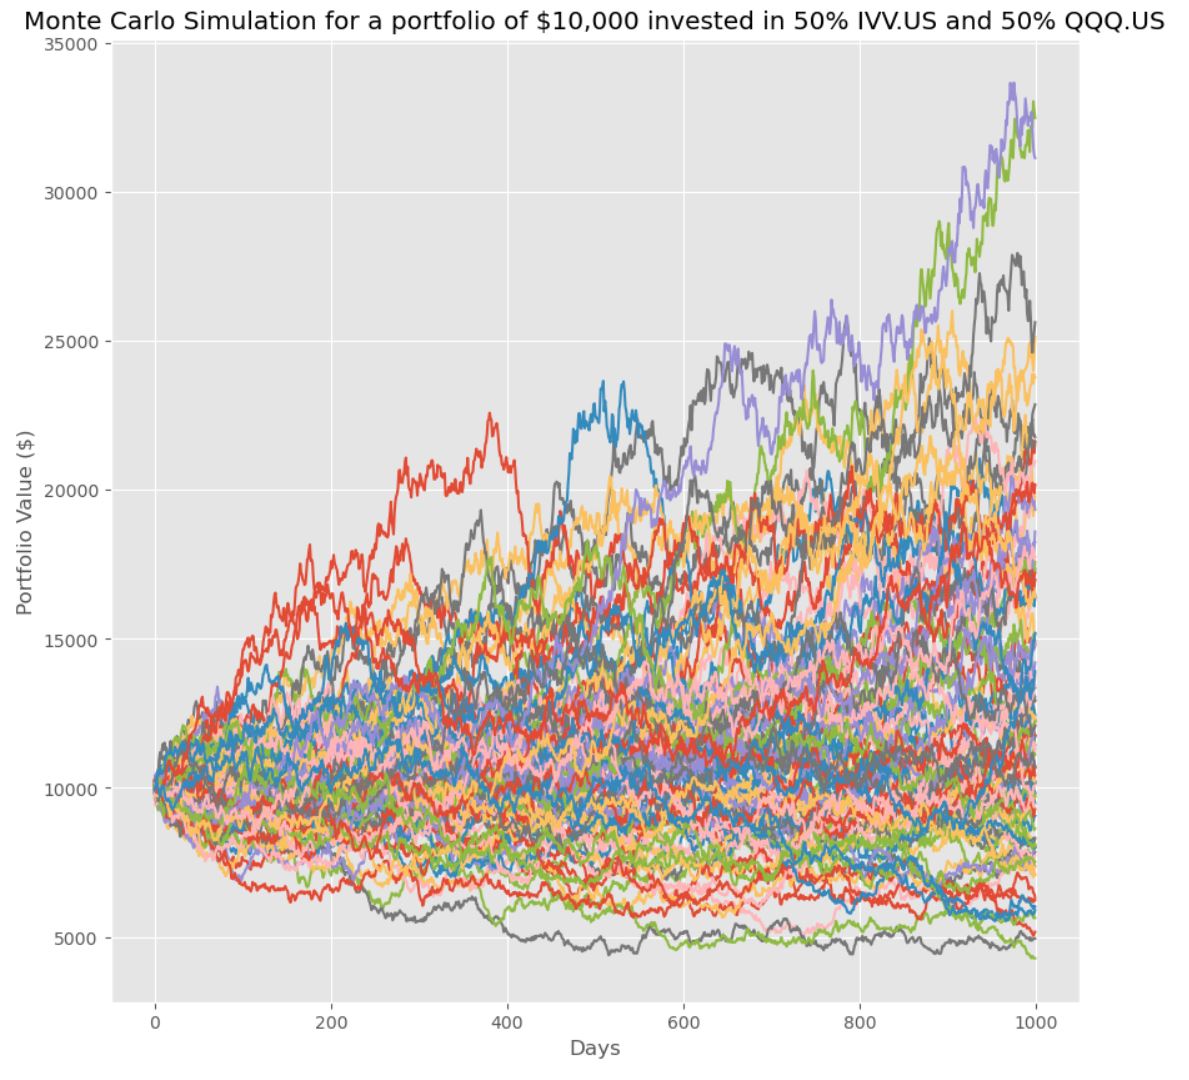 Monte Carlo Simulation for a portfolio of $10,000 invested in 50% IVV.US and 50% QQQ.US
35000
30000
25000
20000
15000
10000
5000
Portfolio Value ($)
0 200 400 600 800 1000
Days